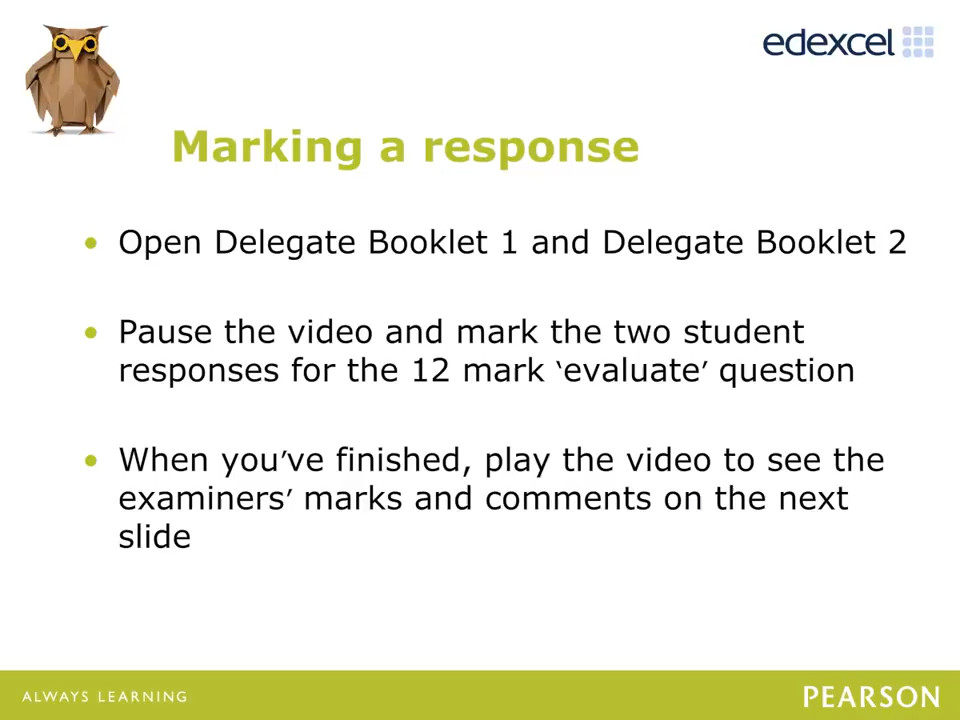 edexcel
Marking a response
• Open Delegate Booklet 1 and Delegate Booklet 2
• Pause the video and mark the two student
responses for the 12 mark ‘evaluate’ question
• When you’ve finished, play the video to see the
examiners’ marks and comments on the next
slide
ALWAYS LEARNING
PEARSON